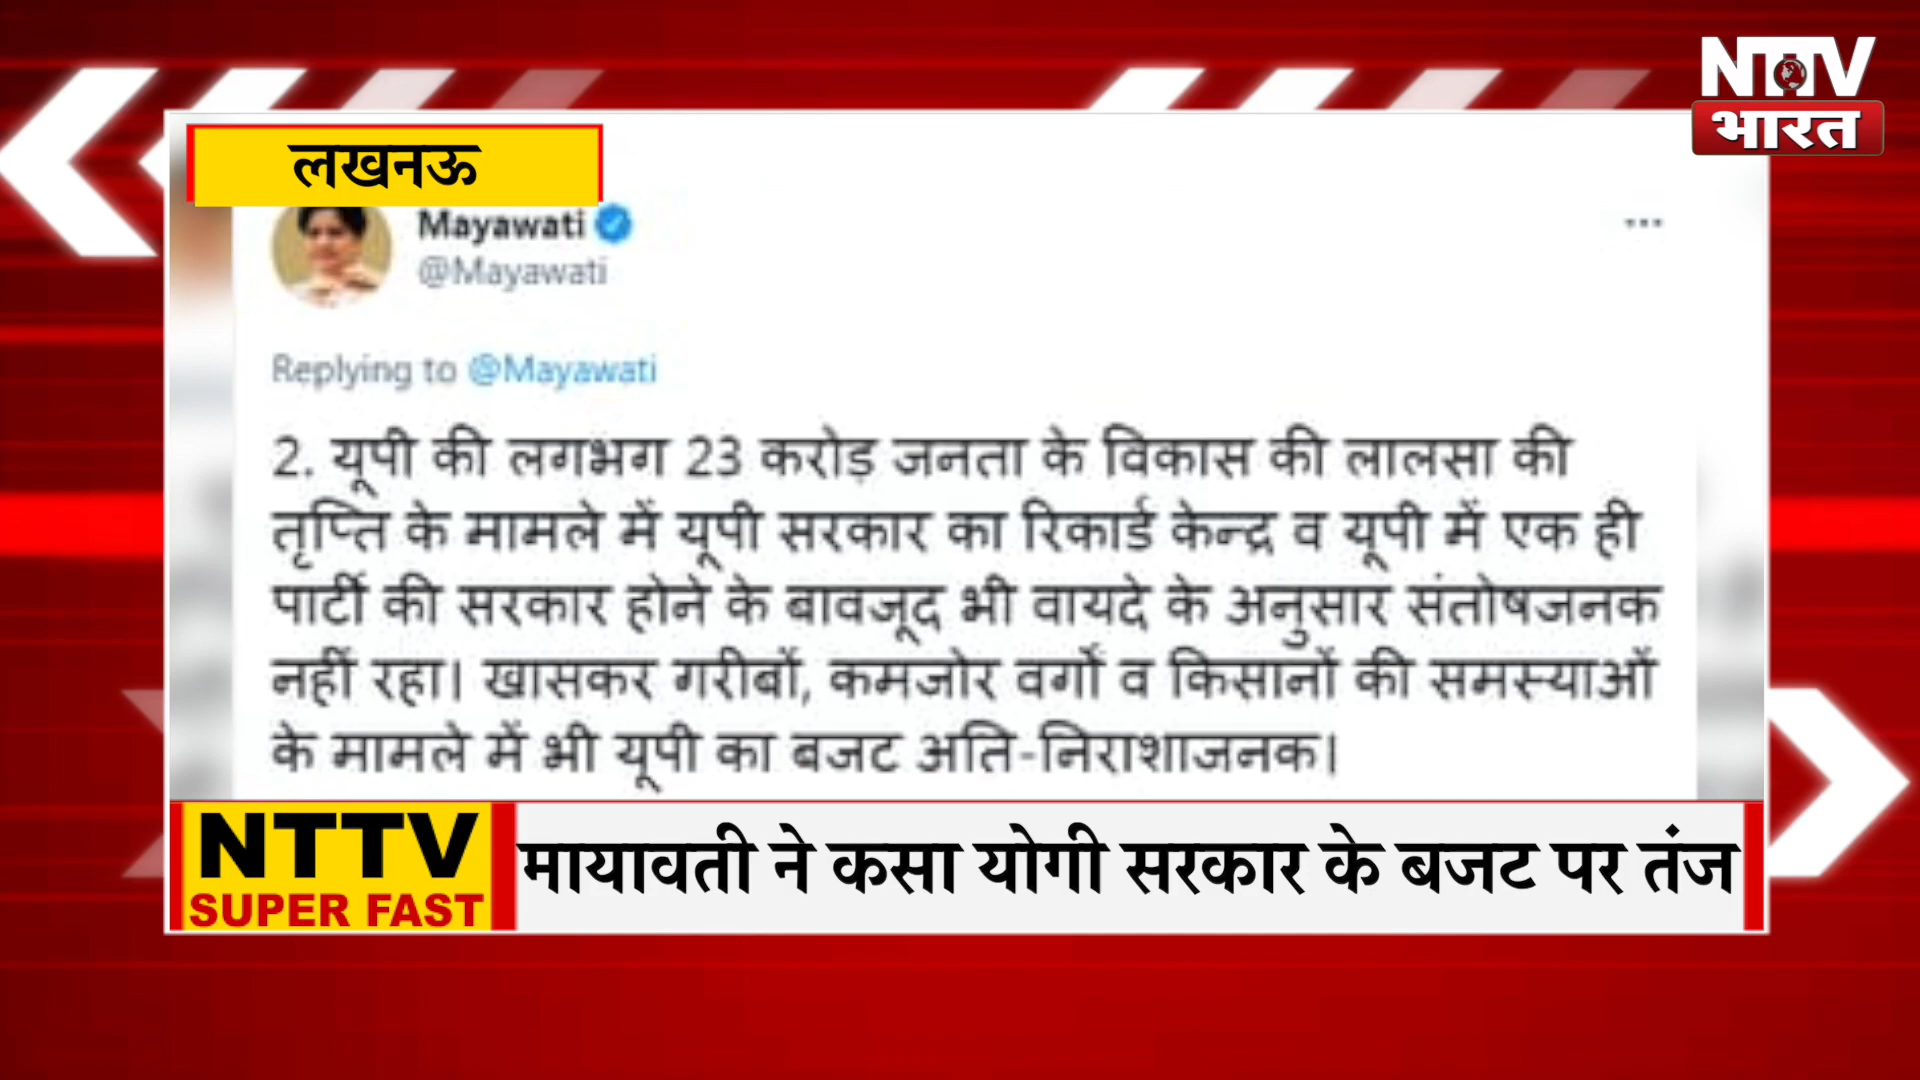 NTTV
भारत
लखनऊ
Mayawati
@Mayawati
Replying to @Mayawati
2. यूपी की लगभग 23 करोड़ जनता के विकास की लालसा की
तृप्ति के मामले में यूपी सरकार का रिकार्ड केन्द्र व यूपी में एक ही
पार्टी की सरकार होने के बावजूद भी वायदे के अनुसार संतोषजनक
नहीं रहा। खासकर गरीबों, कमजोर वर्गों व किसानों की समस्याओं
के मामले में भी यूपी का बजट अति-निराशाजनक।
NTTV
SUPER FAST
मायावती ने कसा योगी सरकार के बजट पर तंज